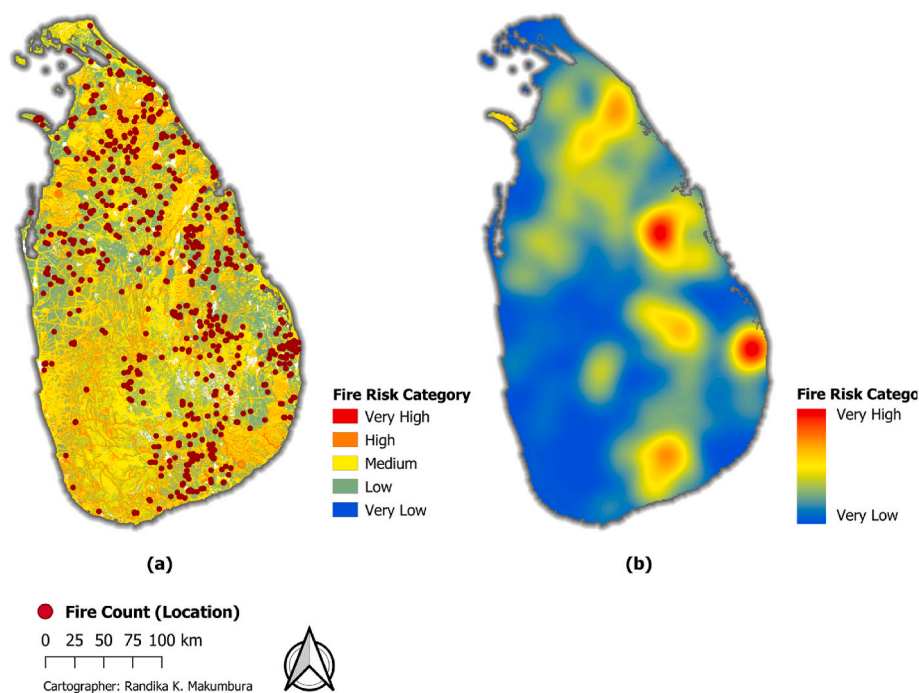 Fire Risk Category
Very High
High
Medium
Low
Very Low
(a)
Fire Risk Catego
Very High
Very Low
(b)
Fire Count (Location)
0 25 50 75 100 km
Cartographer: Randika K. Makumbura